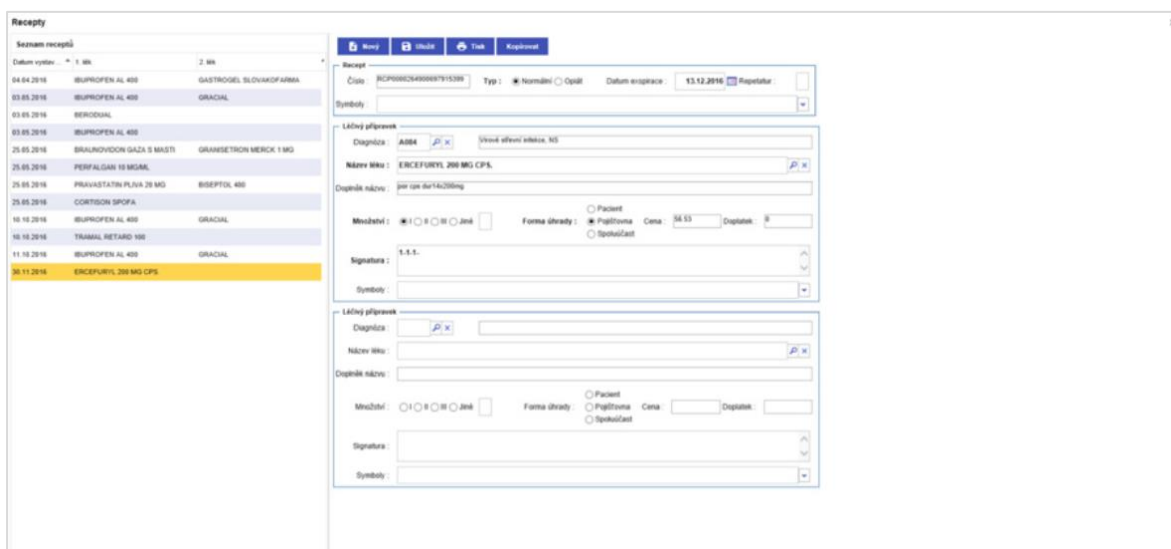 Recepty
Seznam receptů
Datum vystav... 1. lék 2. lék
04.04.2016 IBUPROFEN AL 400 GASTROGEL SLOVAKOFARMA
03.05.2016 IBUPROFEN AL 400 GRACIAL
03.05.2016 BERODUAL
03.05.2016 IBUPROFEN AL 400
25.05.2016 BRAUNOVIDON GAZA S MASTI GRANISETRON MERCK 1 MG
25.05.2016 PERFALGAN 10 MG/ML
25.05.2016 PRAVASTATIN PLIVA 20 MG BISEPTOL 480
25.05.2016 CORTISON SPOFA
10.10.2016 IBUPROFEN AL 400 GRACIAL
10.10.2016 TRAMAL RETARD 100
11.10.2016 IBUPROFEN AL 400 GRACIAL
30.11.2016 ERCEFURYL 200 MG CPS.
Nový Uložit Tisk Kopírovat
Recept
Číslo : Typ : Normální Opiát Datum exspirace : 13.12.2016 Repetatur :
Symboly :
Léčivý přípravek
Diagnóza : A084 Virové střevní infekce, NS
Název léku : ERCEFURYL 200 MG CPS.
Doplněk názvu : por cps dur14x200mg
Množství : I II III Jiné Forma úhrady : Pacient Pojišťovna Spoluúčast Cena : 56.53 Doplatek : 0
Signatura : 1-1-1-
Symboly :
Léčivý přípravek
Diagnóza :
Název léku :
Doplněk názvu :
Množství : I II III Jiné Forma úhrady : Pacient Pojišťovna Spoluúčast Cena : Doplatek :
Signatura :
Symboly :